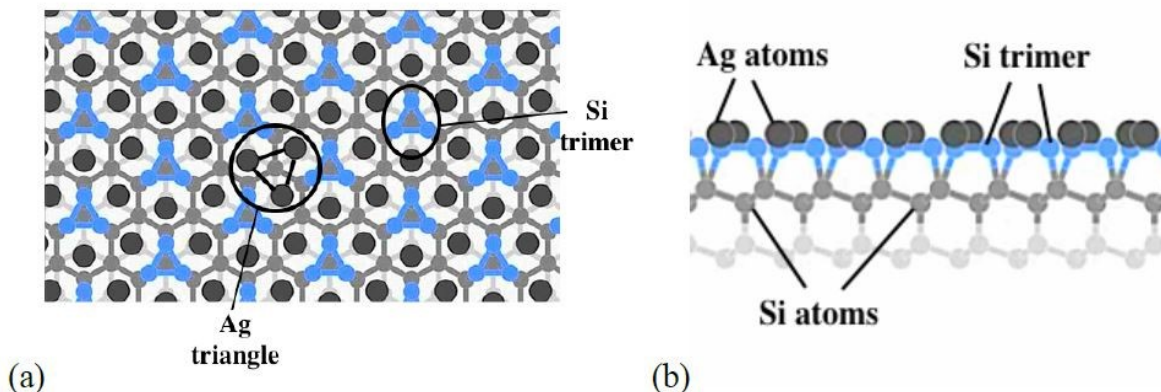 Si
trimer
Ag
triangle
(a)
Ag atoms
Si trimer
Si atoms
(b)